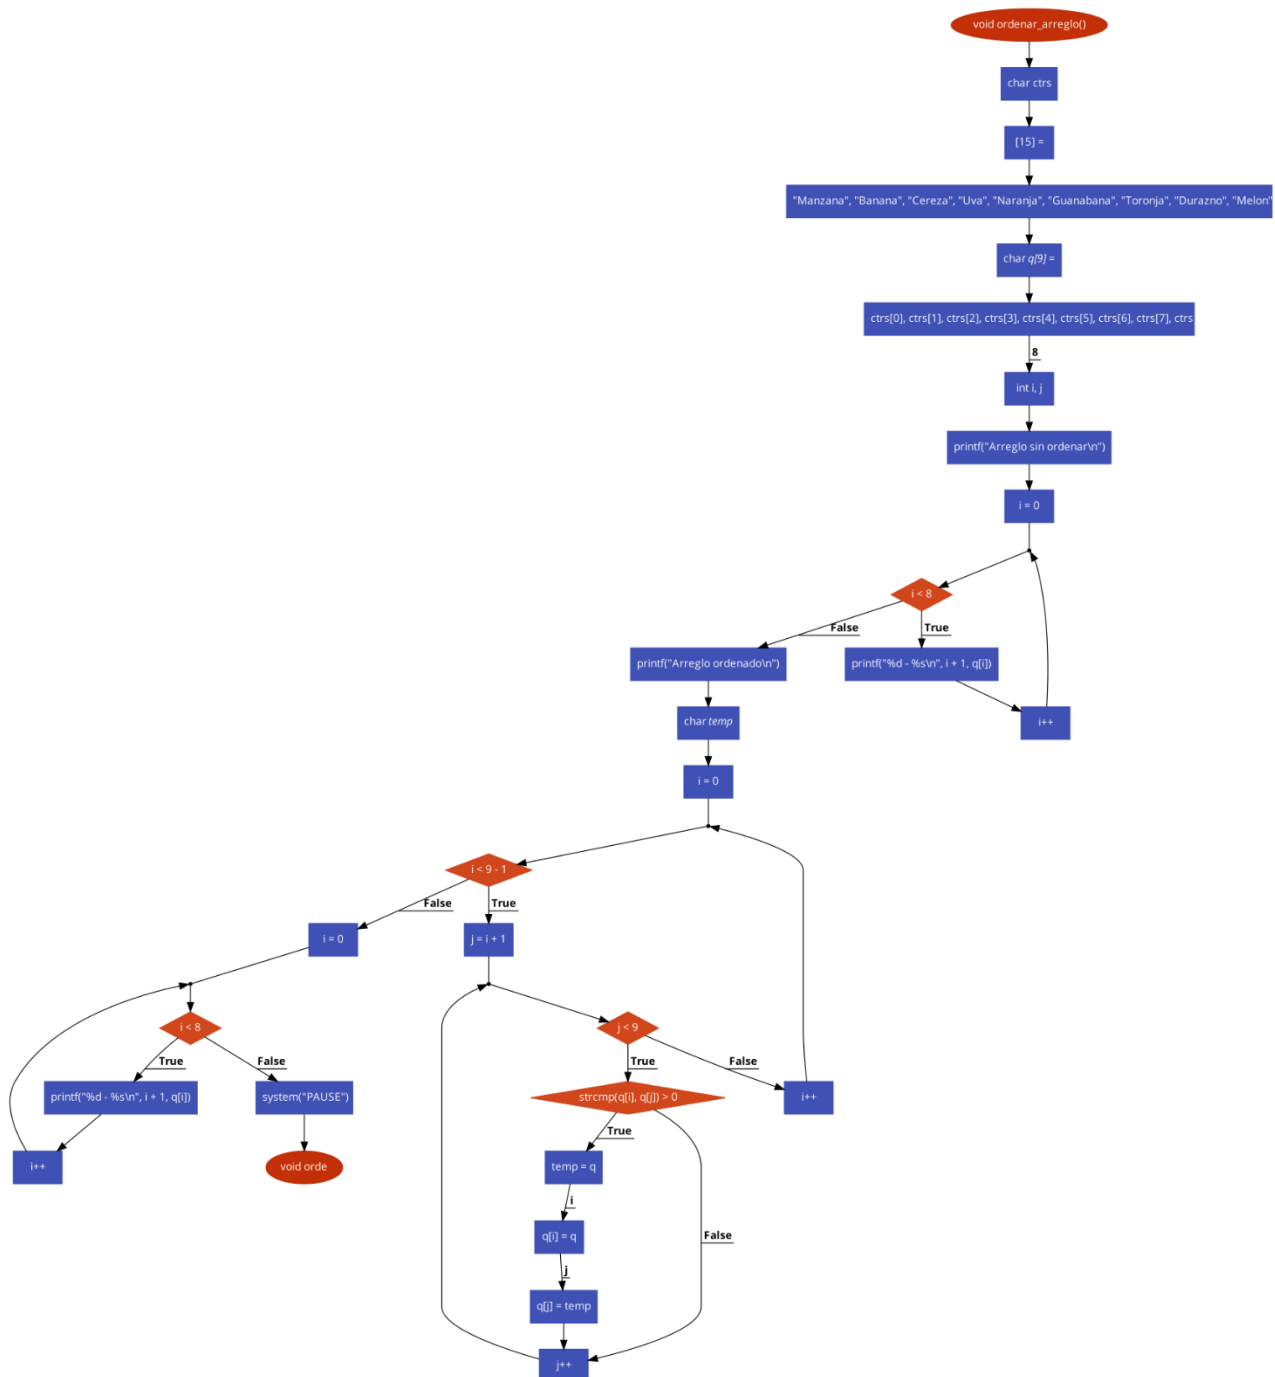 void ordenar_arreglo()
char ctrs
[15] =
"Manzana", "Banana", "Cereza", "Uva", "Naranja", "Guanabana", "Toronja", "Durazno", "Melon"
char q[9] =
ctrs[0], ctrs[1], ctrs[2], ctrs[3], ctrs[4], ctrs[5], ctrs[6], ctrs[7], ctrs
8
int i, j
printf("Arreglo sin ordenar\n")
i = 0
i < 8
False
True
printf("Arreglo ordenado\n")
printf("%d - %s\n", i + 1, q[i])
char temp
i++
i = 0
i < 9 - 1
False
True
i = 0
j = i + 1
i < 8
j < 9
True
False
True
False
printf("%d - %s\n", i + 1, q[i])
system("PAUSE")
strcmp(q[i], q[j]) > 0
i++
True
i++
void orde
temp = q
i
q[i] = q
False
j
q[j] = temp
j++